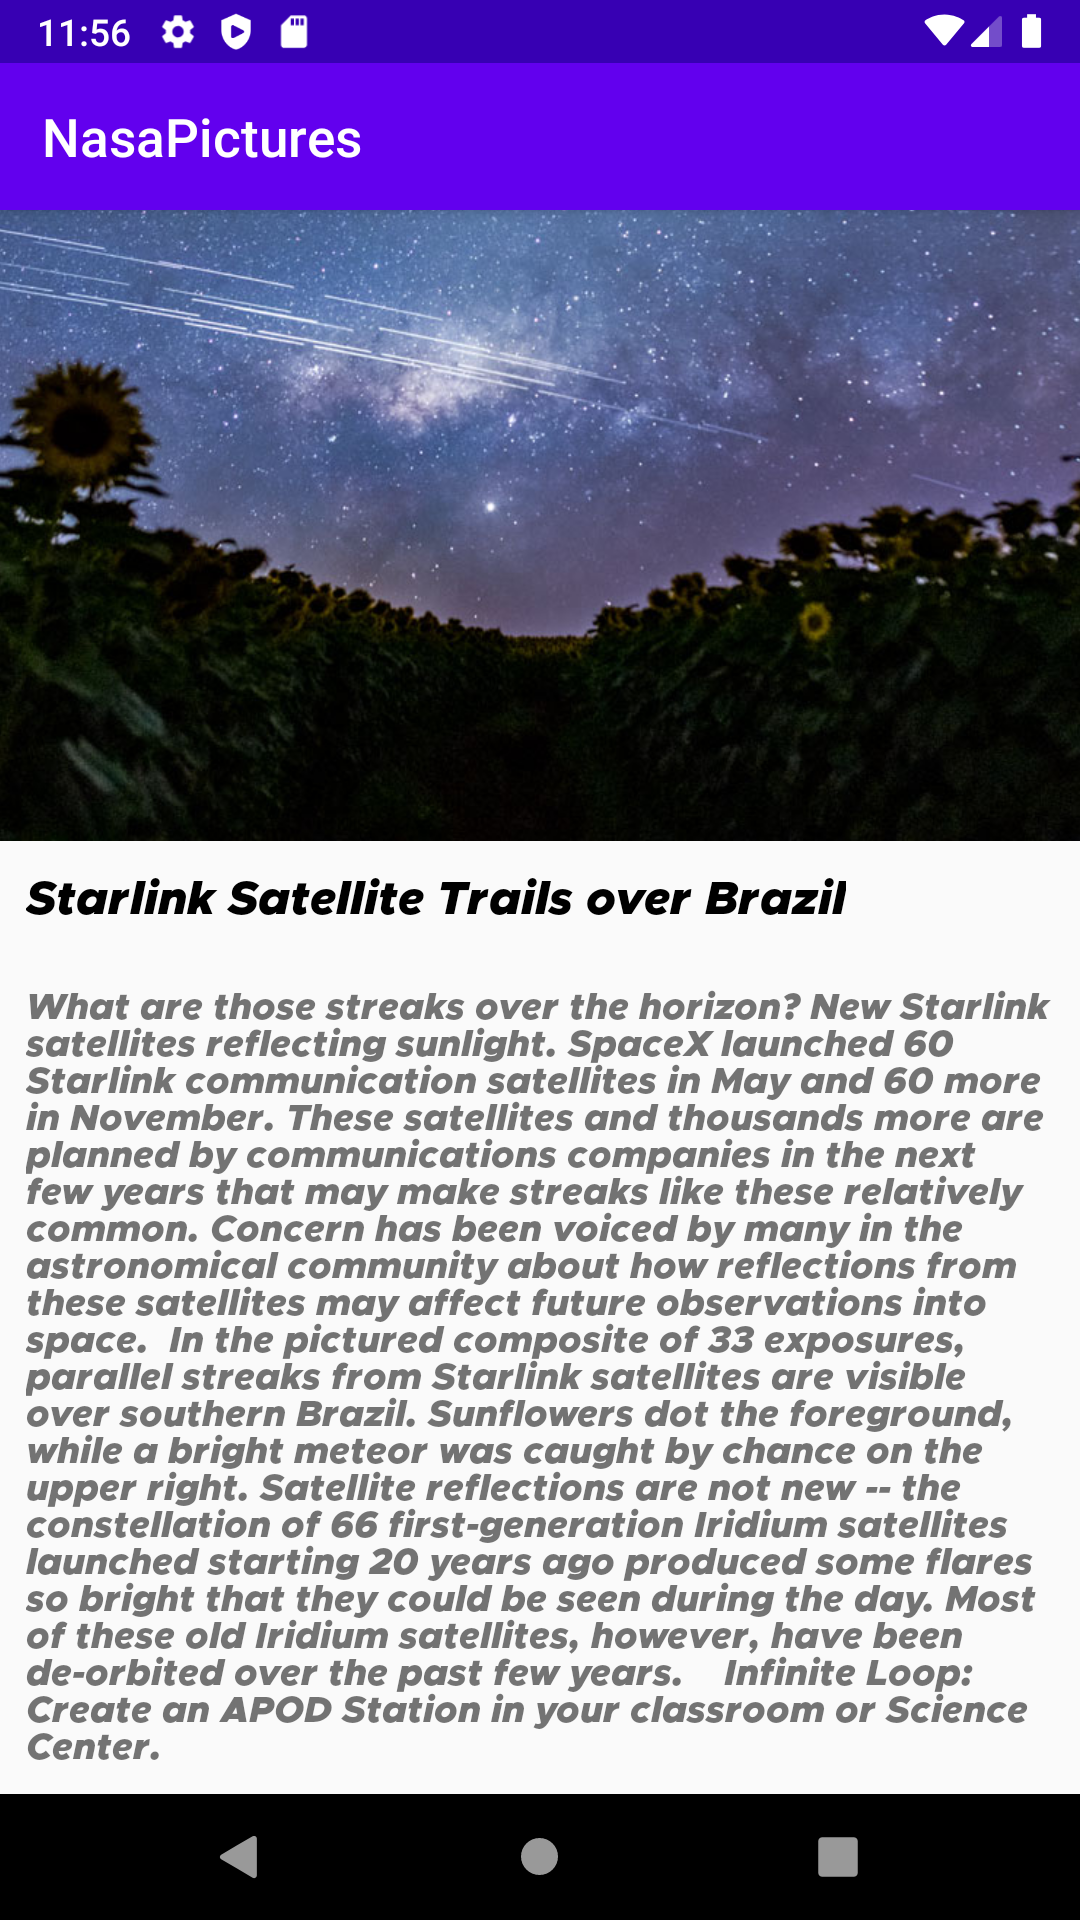 11:56
NasaPictures
Starlink Satellite Trails over Brazil
What are those streaks over the horizon? New Starlink
satellites reflecting sunlight. SpaceX launched 60
Starlink communication satellites in May and 60 more
in November. These satellites and thousands more are
planned by communications companies in the next
few years that may make streaks like these relatively
common. Concern has been voiced by many in the
astronomical community about how reflections from
these satellites may affect future observations into
space.  In the pictured composite of 33 exposures,
parallel streaks from Starlink satellites are visible
over southern Brazil. Sunflowers dot the foreground,
while a bright meteor was caught by chance on the
upper right. Satellite reflections are not new -- the
constellation of 66 first-generation Iridium satellites
launched starting 20 years ago produced some flares
so bright that they could be seen during the day. Most
of these old Iridium satellites, however, have been
de-orbited over the past few years.    Infinite Loop:
Create an APOD Station in your classroom or Science
Center.